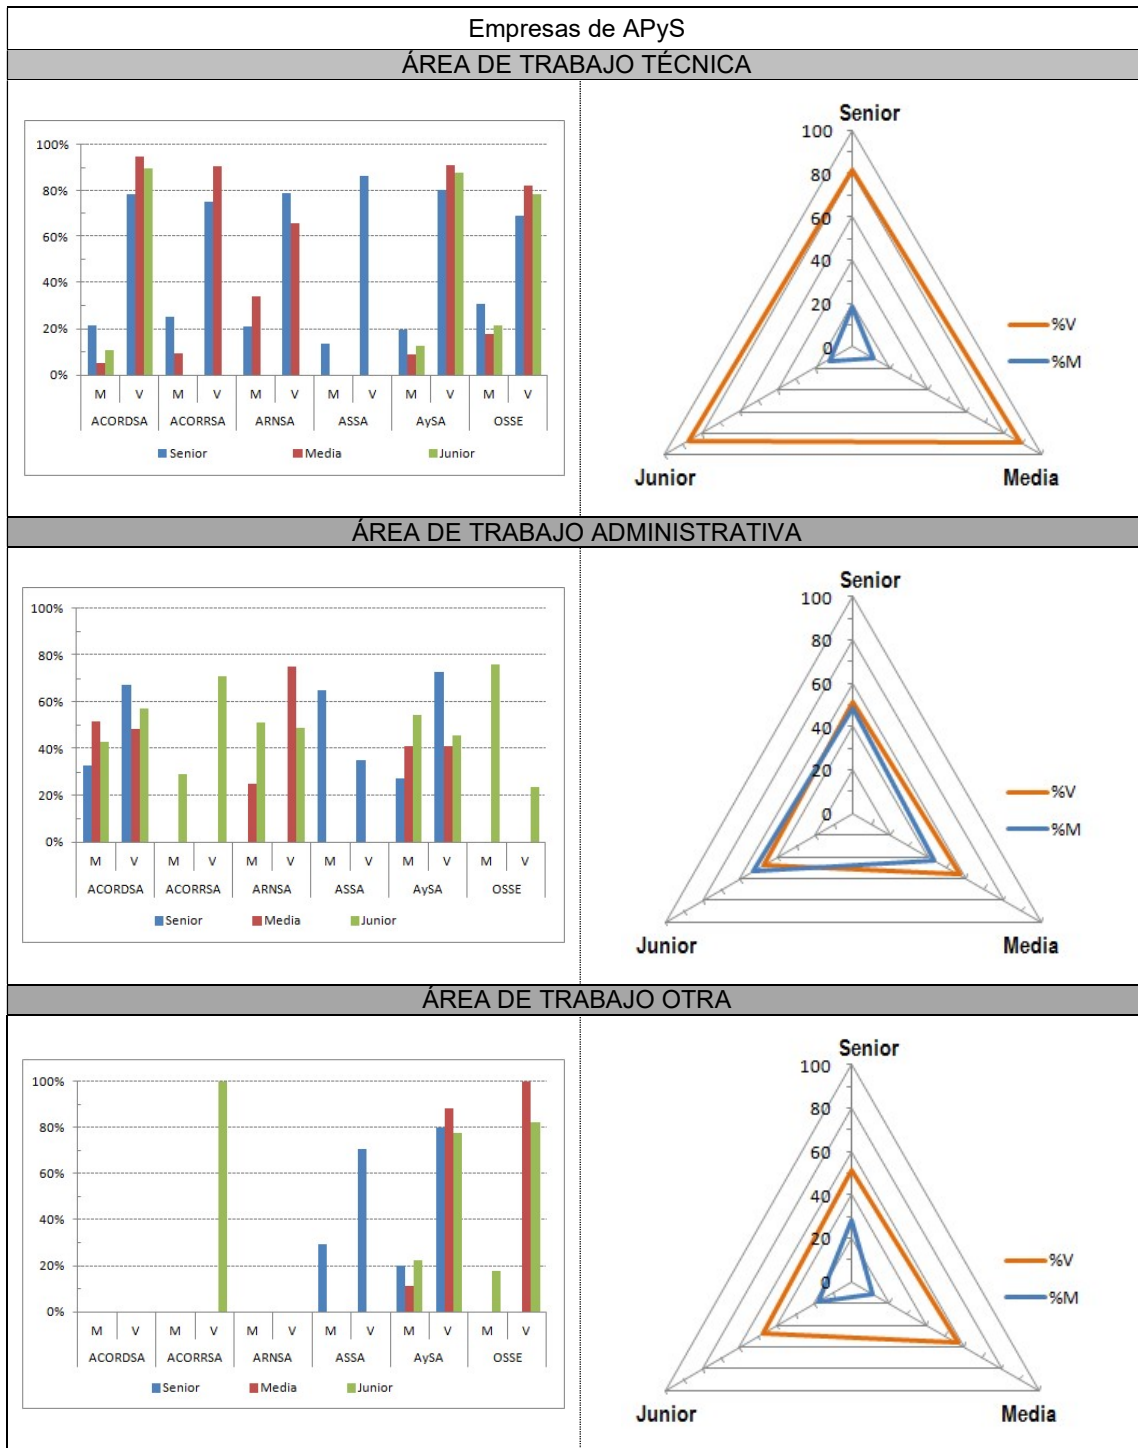 Empresas de APyS
ÁREA DE TRABAJO TÉCNICA
100%
80%
60%
40%
20%
0%
M V M V M V M V M V M V
ACORDSA ACORRSA ARNSA ASSA AySA OSSE
Senior Media Junior
Senior
100
80
60
40
20
0
%V
%M
Junior Media
ÁREA DE TRABAJO ADMINISTRATIVA
100%
80%
60%
40%
20%
0%
M V M V M V M V M V M V
ACORDSA ACORRSA ARNSA ASSA AySA OSSE
Senior Media Junior
Senior
100
80
60
40
20
0
%V
%M
Junior Media
ÁREA DE TRABAJO OTRA
100%
80%
60%
40%
20%
0%
M V M V M V M V M V M V
ACORDSA ACORRSA ARNSA ASSA AySA OSSE
Senior Media Junior
Senior
100
80
60
40
20
0
%V
%M
Junior Media